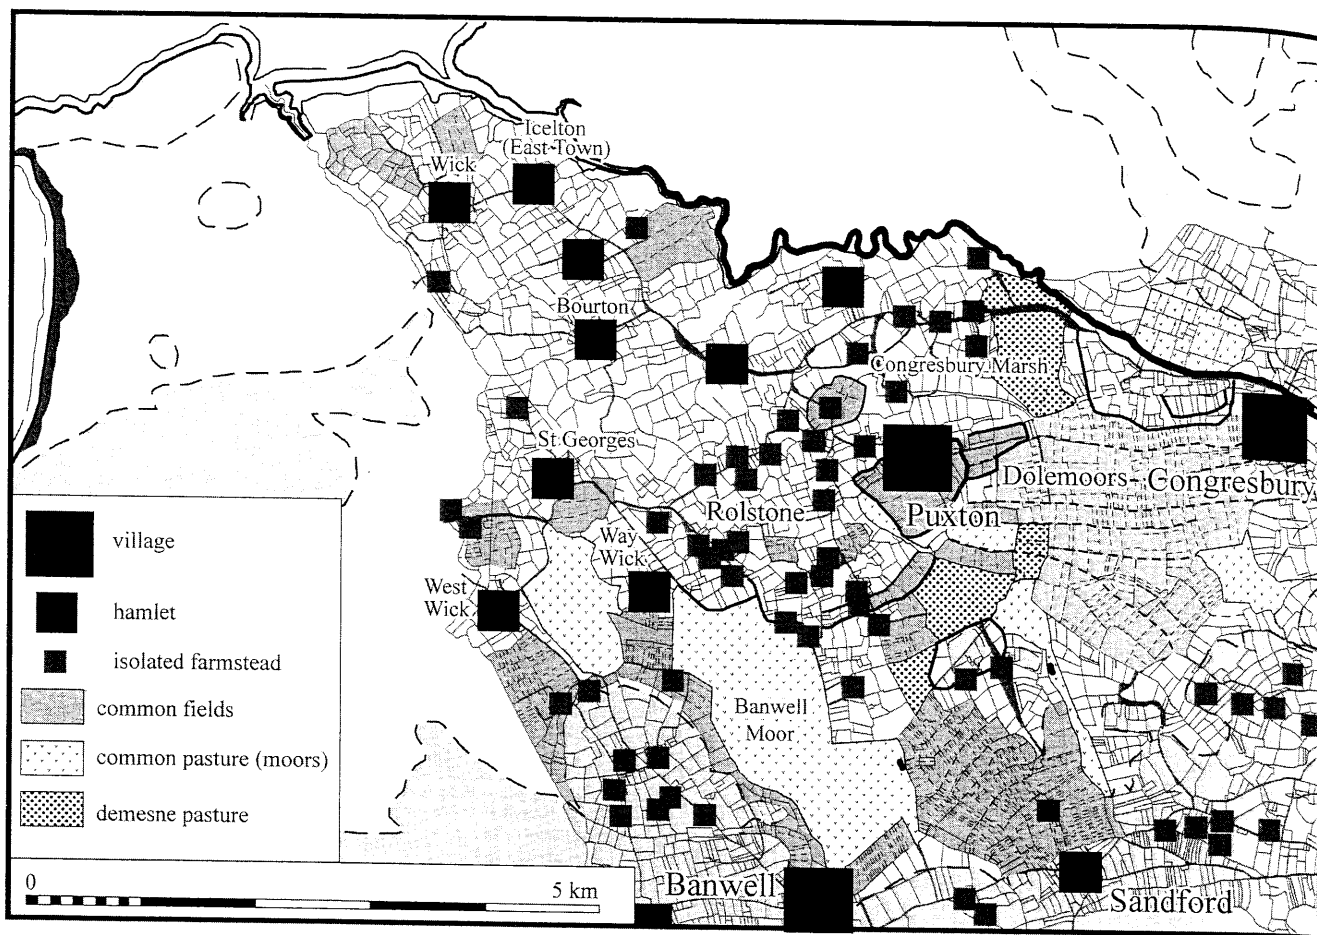 Icelton
(East Town)
Wick
Bourton
Congresbury Marsh
St Georges
Dolemoors
Congresbury
Rolstone
Puxton
Way
Wick
West
Wick
village
hamlet
isolated farmstead
common fields
common pasture (moors)
demesne pasture
Banwell
Moor
0
5 km
Banwell
Sandford